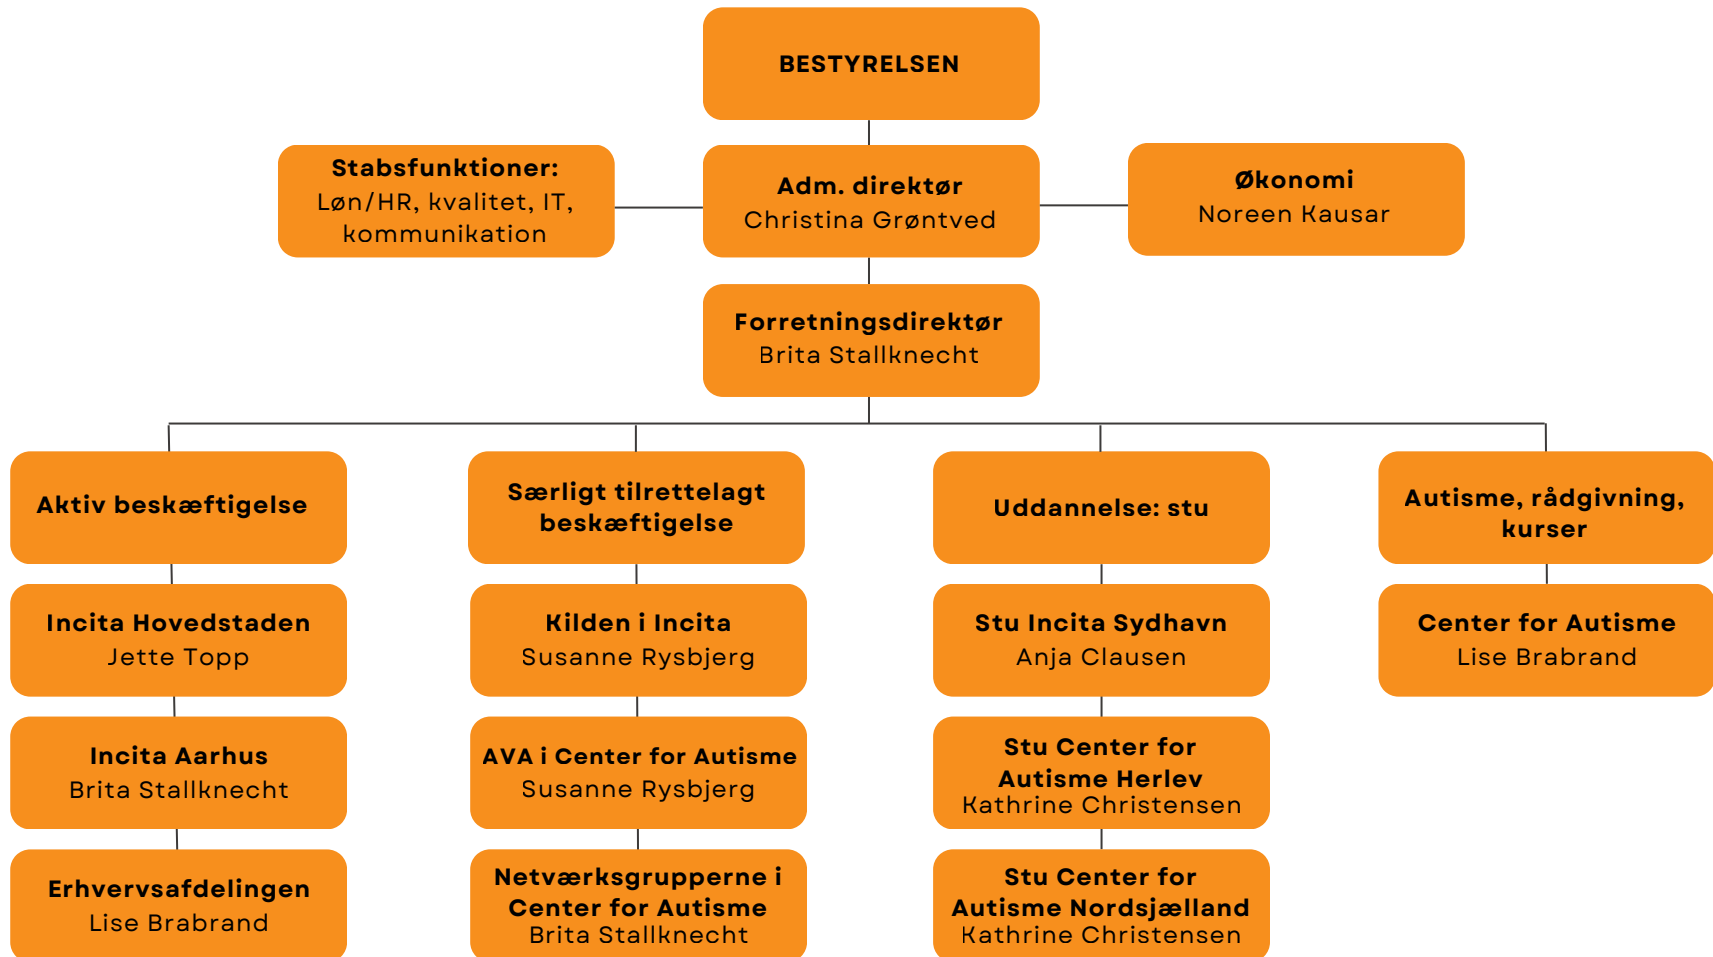 BESTYRELSEN
Stabsfunktioner:
Løn/HR, kvalitet, IT,
kommunikation
Adm. direktør
Christina Grøntved
Økonomi
Noreen Kausar
Forretningsdirektør
Brita Stallknecht
Aktiv beskæftigelse
Særligt tilrettelagt
beskæftigelse
Uddannelse: stu
Autisme, rådgivning,
kurser
Incita Hovedstaden
Jette Topp
Kilden i Incita
Susanne Rysbjerg
Stu Incita Sydhavn
Anja Clausen
Center for Autisme
Lise Brabrand
Incita Aarhus
Brita Stallknecht
AVA i Center for Autisme
Susanne Rysbjerg
Stu Center for
Autisme Herlev
Kathrine Christensen
Erhvervsafdelingen
Lise Brabrand
Netværksgrupperne i
Center for Autisme
Brita Stallknecht
Stu Center for
Autisme Nordsjælland
Kathrine Christensen